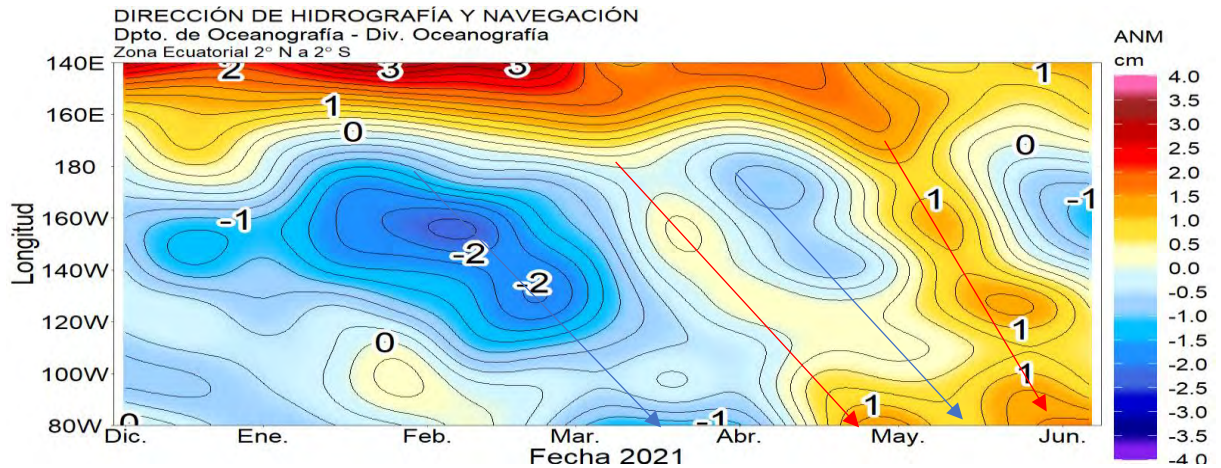 DIRECCIÓN DE HIDROGRAFÍA Y NAVEGACIÓN
Dpto. de Oceanografía - Div. Oceanografía
Zona Ecuatorial 2° N a 2° S
ANM
cm
140E
160E
180
160W
140W
120W
100W
80W
Longitud
2
3
3
1
1
0
0
-1
-1
1
-2
-2
0
1
1
1
0
-1
4.0
3.5
3.0
2.5
2.0
1.5
1.0
0.5
0.0
-0.5
-1.0
-1.5
-2.0
-2.5
-3.0
-3.5
-4.0
Dic.
Ene.
Feb.
Mar.
Abr.
May.
Jun.
Fecha 2021